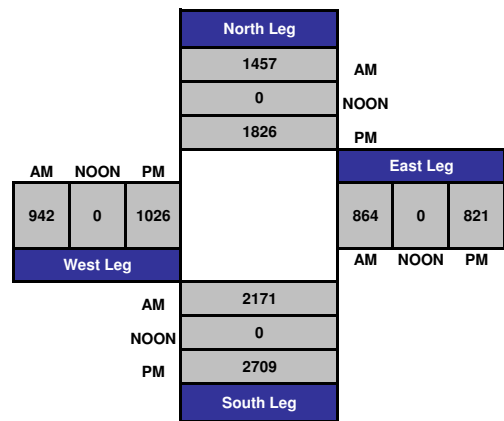 North Leg
1457 AM
0 NOON
1826 PM
AM NOON PM
East Leg
942 0 1026
864 0 821
West Leg
AM NOON PM
AM 2171
NOON 0
PM 2709
South Leg